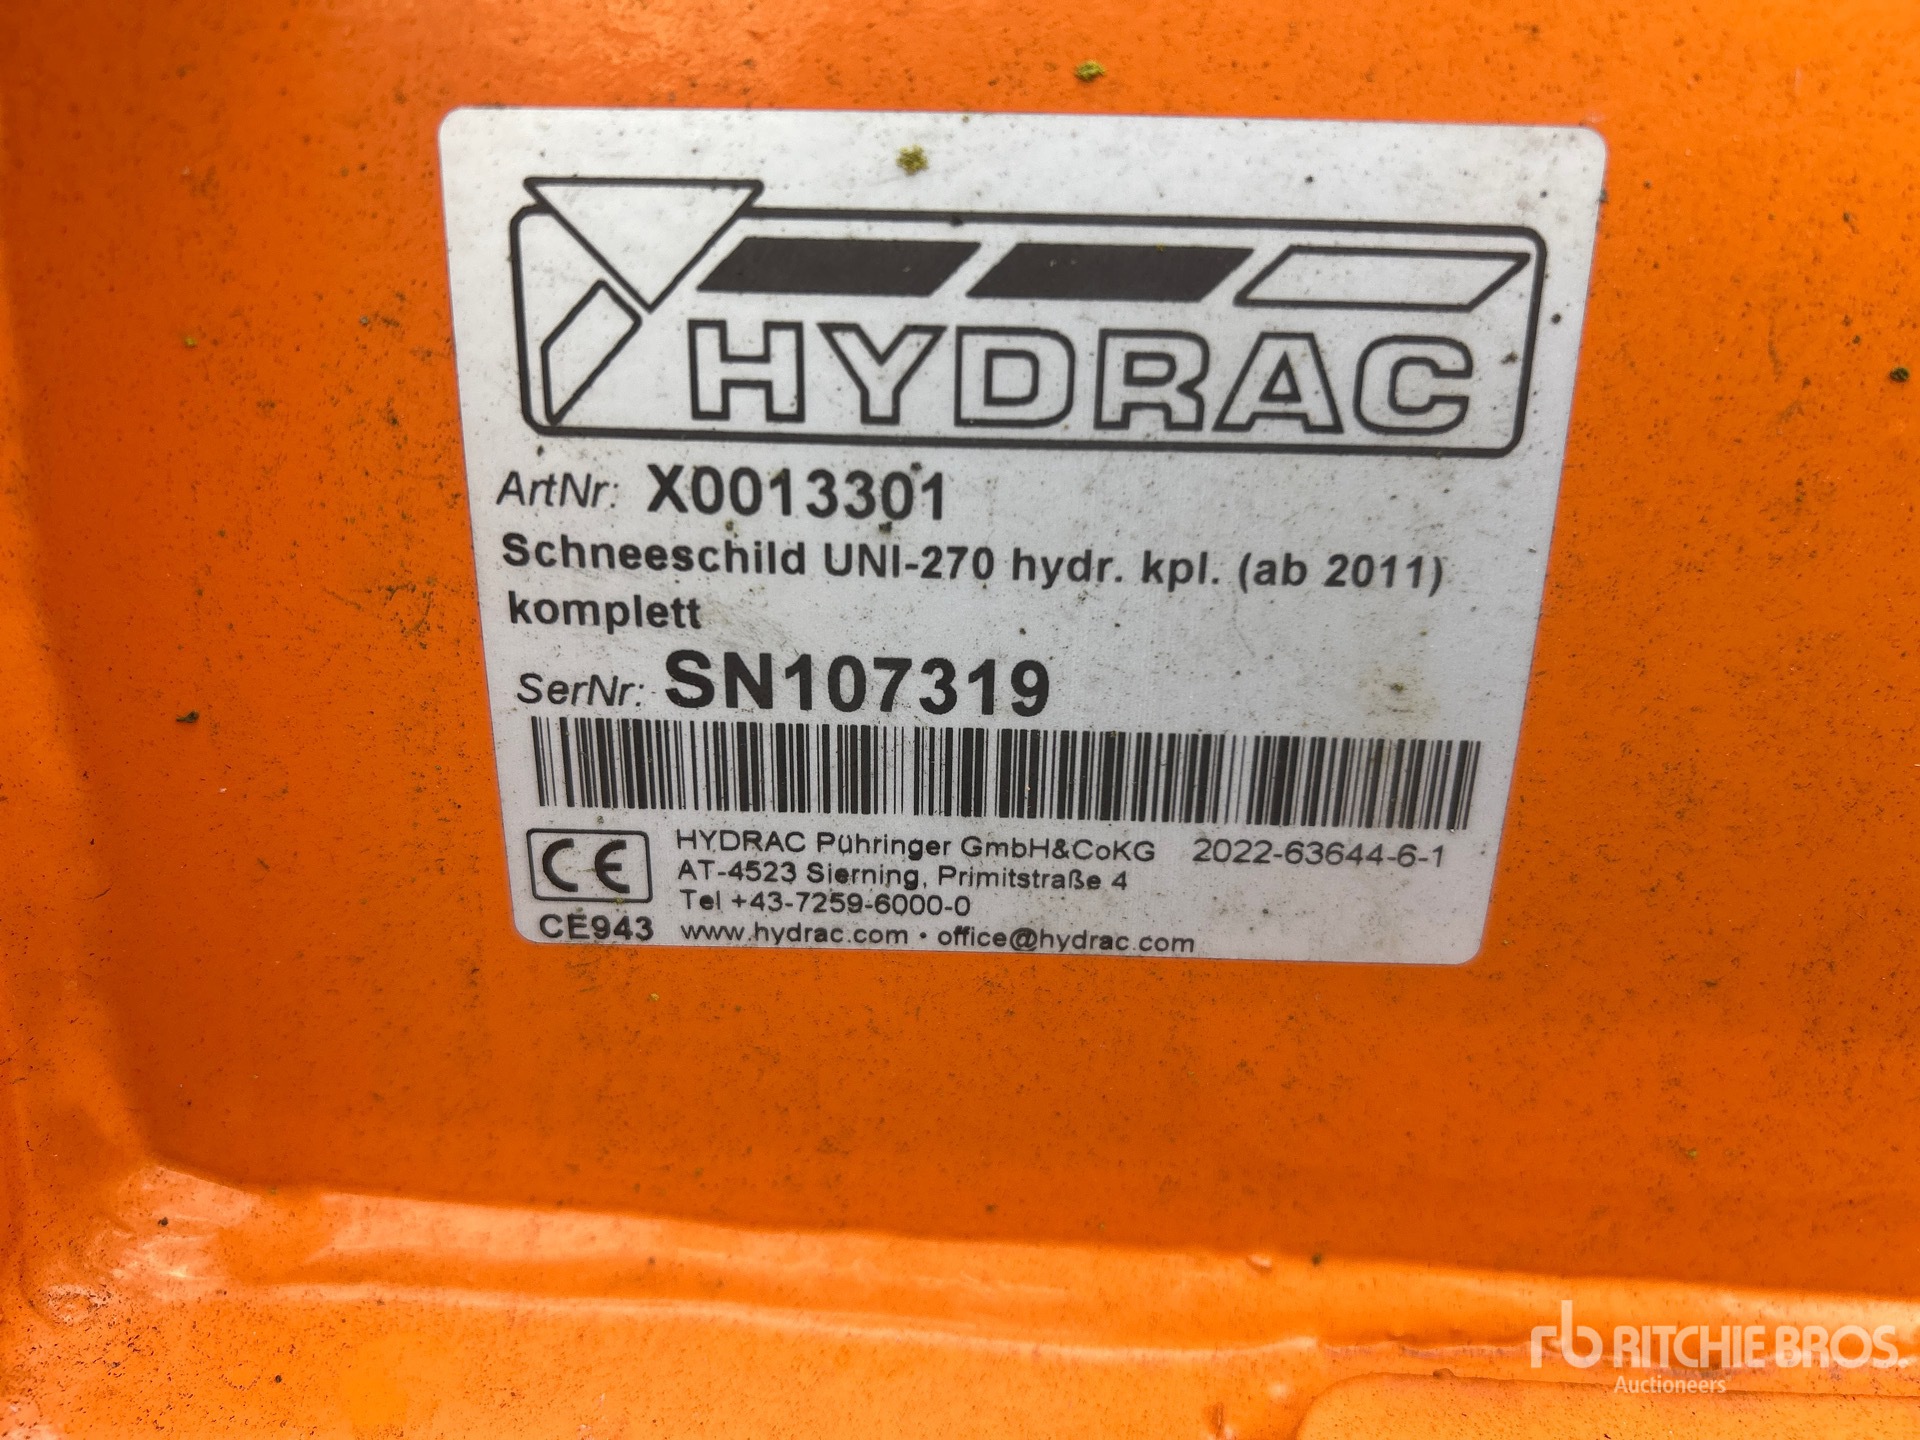 HYDRAC
ArtNr: X0013301
Schneeschild UNI-270 hydr. kpl. (ab 2011)
komplett
SerNr: SN107319
CE HYDRAC Pühringer GmbH&CoKG 2022-63644-6-1
AT-4523 Sierning, Primitstraße 4
Tel +43-7259-6000-0
CE943 www.hydrac.com • office@hydrac.com
rb RITCHIE BROS.
Auctioneers